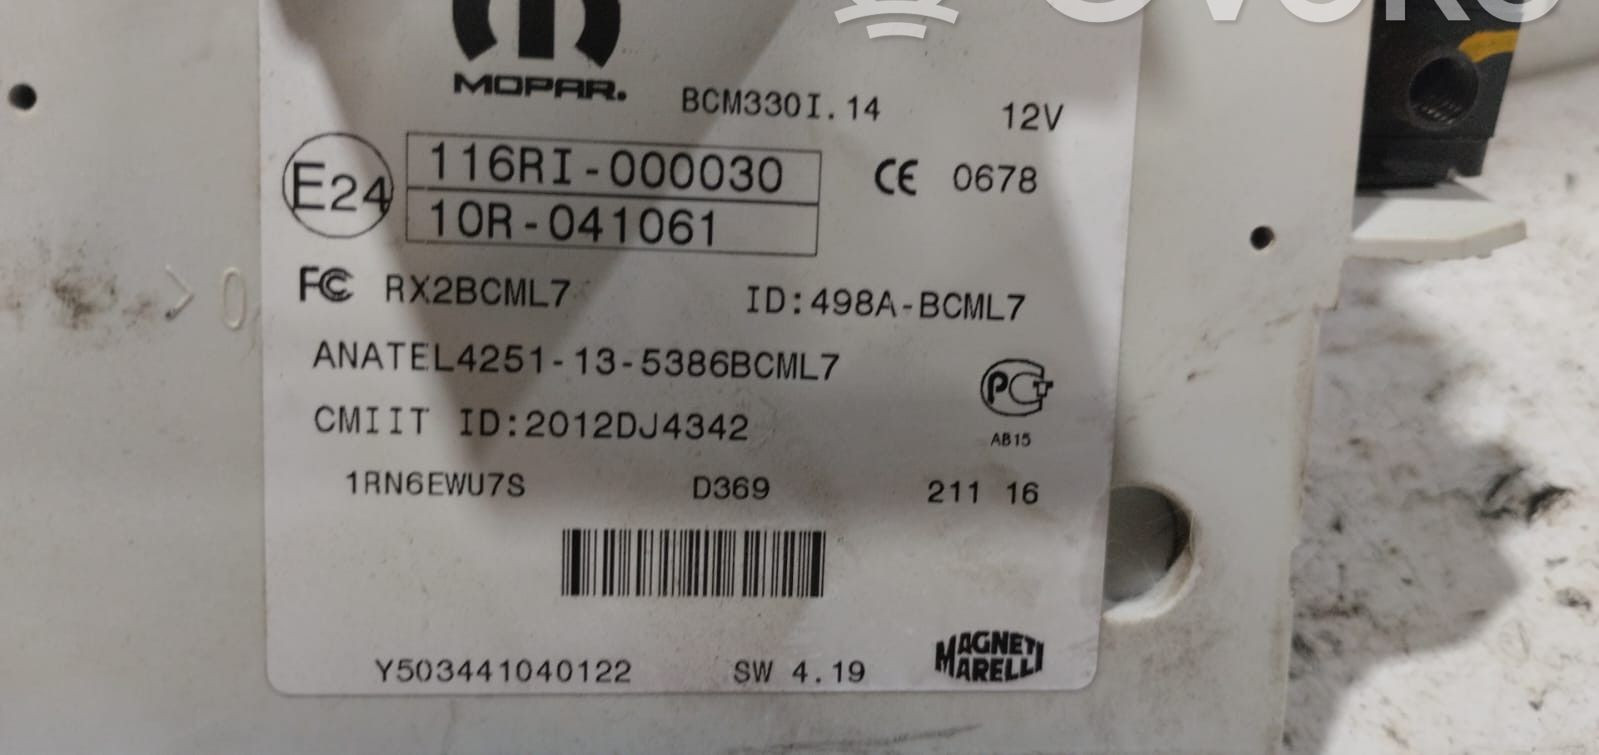 MOPAR.
BCM330I.14 12V
E24 116RI-000030 CE 0678
10R-041061
FC RX2BCML7 ID:498A-BCML7
ANATEL4251-13-5386BCML7
CMIIT ID:2012DJ4342
PCT
AB15
1RN6EWU7S D369 211 16
Y503441040122 SW 4.19
MAGNETI
MARELLI